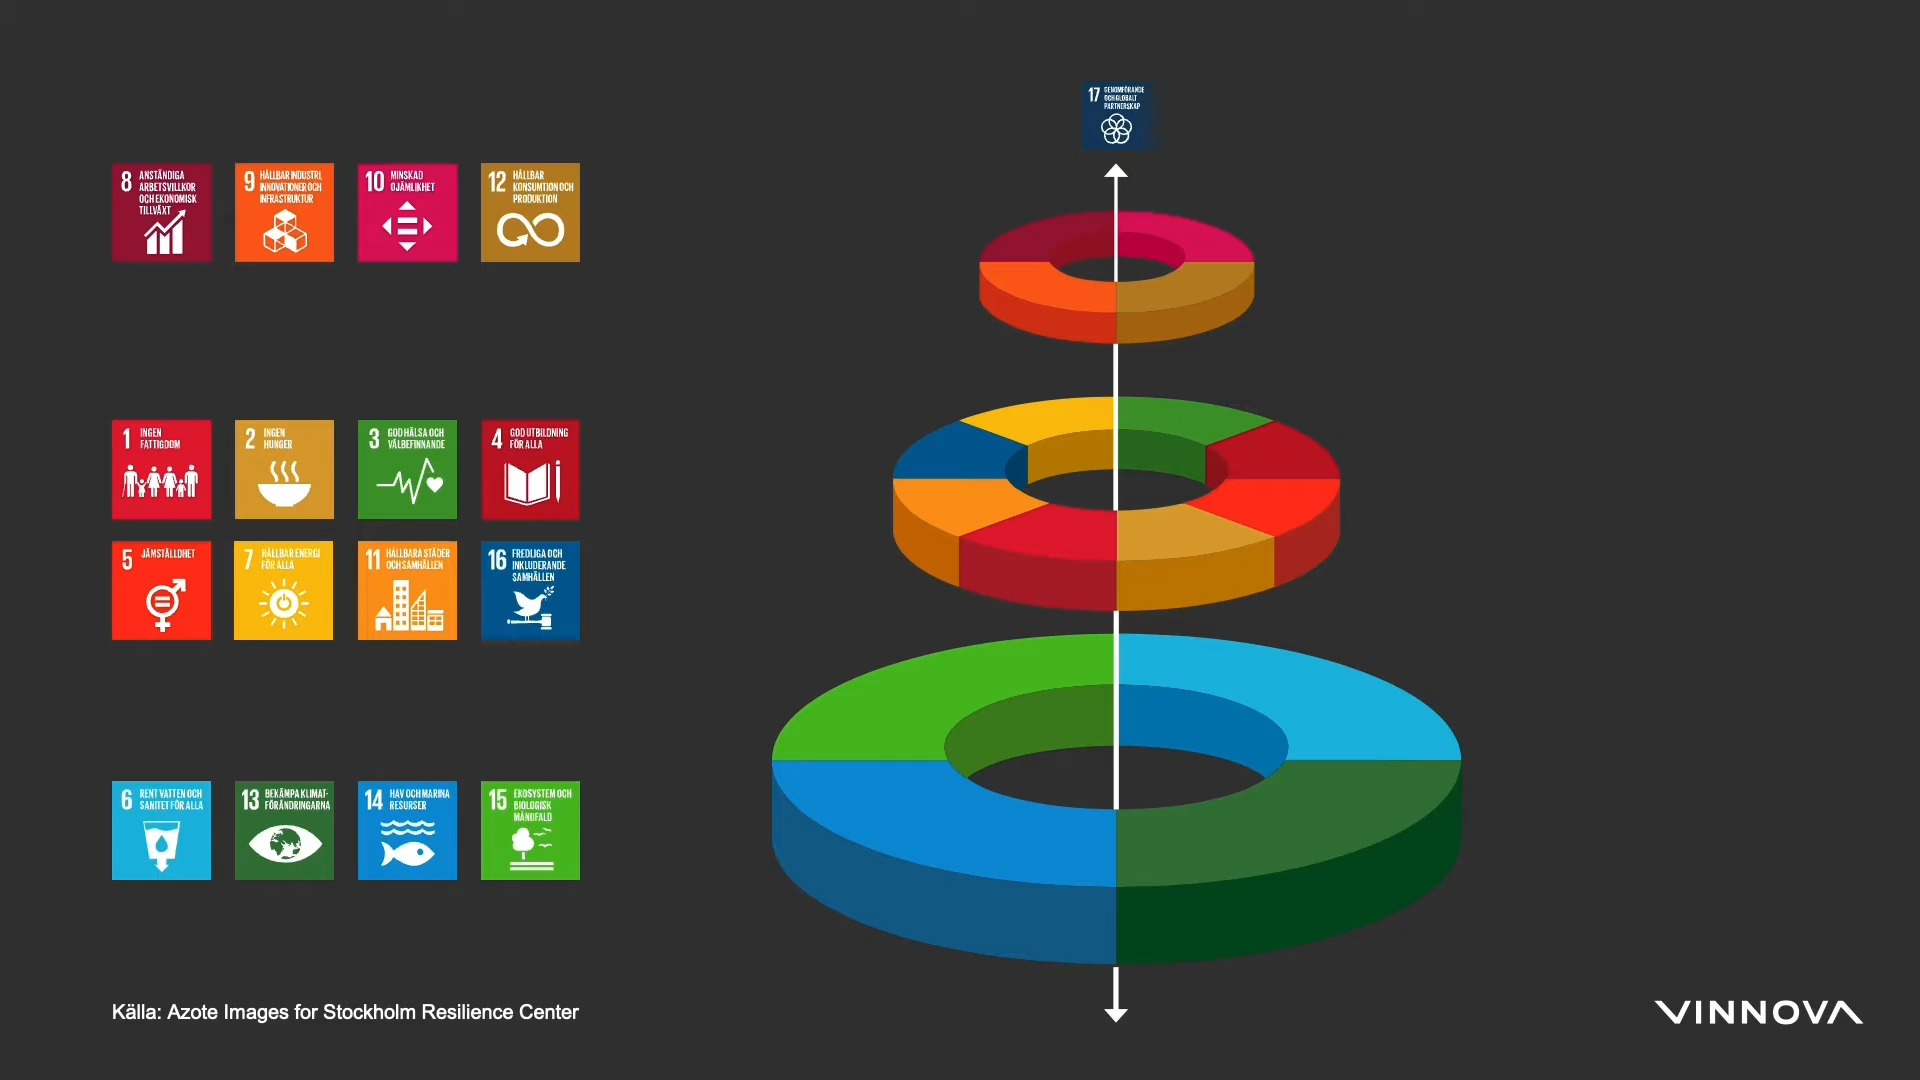 17 GENOMFÖRANDE
OCH GLOBALT
PARTNERSKAP
8 ANSTÄNDIGA
ARBETSVILLKOR
OCH EKONOMISK
TILLVÄXT
9 HÅLLBAR INDUSTRI,
INNOVATIONER OCH
INFRASTRUKTUR
10 MINSKAD
OJÄMLIKHET
12 HÅLLBAR
KONSUMTION OCH
PRODUKTION
1 INGEN
FATTIGDOM
2 INGEN
HUNGER
3 GOD HÄLSA OCH
VÄLBEFINNANDE
4 GOD UTBILDNING
FÖR ALLA
5 JÄMSTÄLLDHET
7 HÅLLBAR ENERGI
FÖR ALLA
11 HÅLLBARA STÄDER
OCH SAMHÄLLEN
16 FREDLIGA OCH
INKLUDERANDE
SAMHÄLLEN
6 RENT VATTEN OCH
SANITET FÖR ALLA
13 BEKÄMPA KLIMAT-
FÖRÄNDRINGARNA
14 HAV OCH MARINA
RESURSER
15 EKOSYSTEM OCH
BIOLOGISK
MÅNGFALD
Källa: Azote Images for Stockholm Resilience Center
VINNOVA